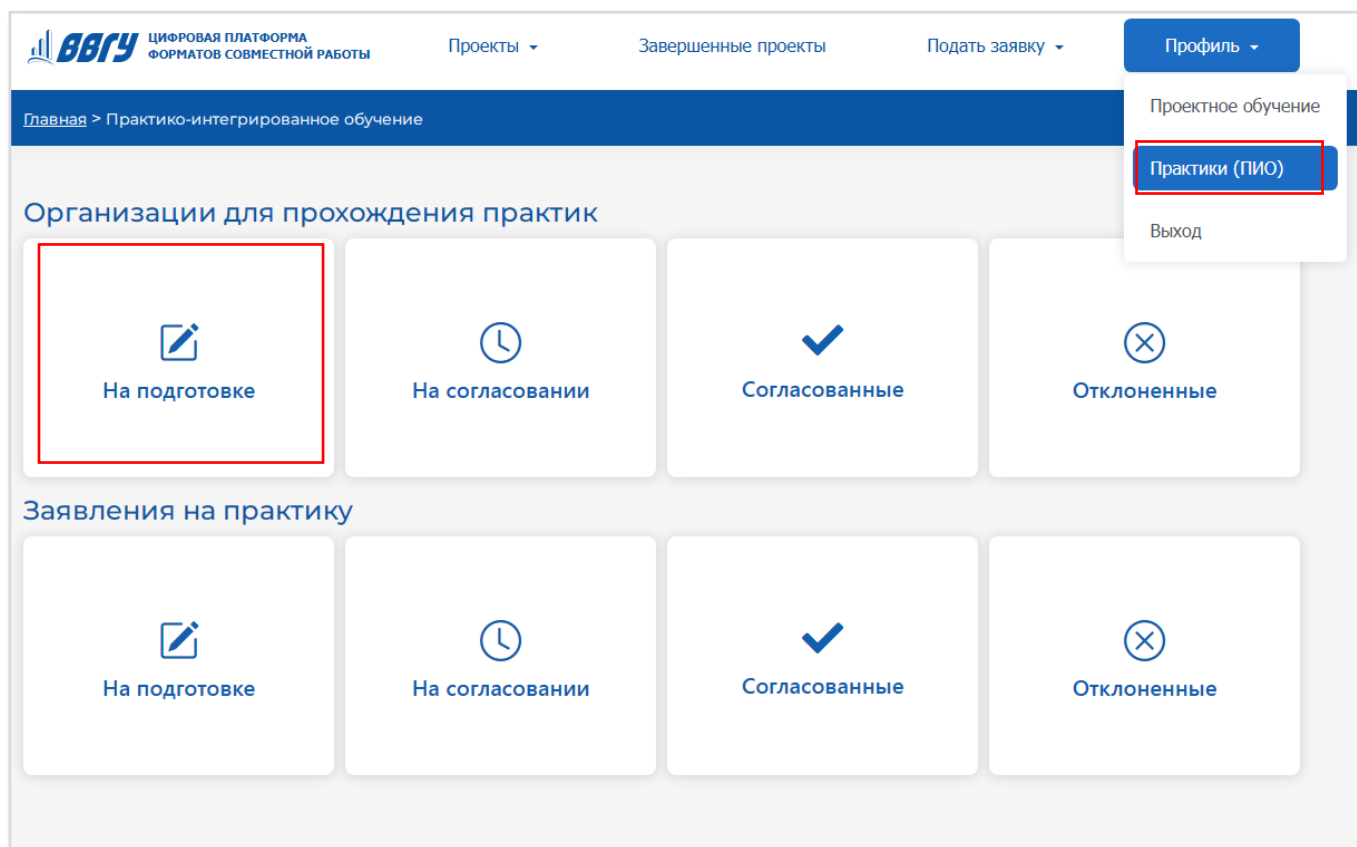 ВВГУ
ЦИФРОВАЯ ПЛАТФОРМА
ФОРМАТОВ СОВМЕСТНОЙ РАБОТЫ
Проекты
Завершенные проекты
Подать заявку
Профиль
Проектное обучение
Практики (ПИО)
Выход
Главная > Практико-интегрированное обучение
Организации для прохождения практик
На подготовке
На согласовании
Согласованные
Отклоненные
Заявления на практику
На подготовке
На согласовании
Согласованные
Отклоненные